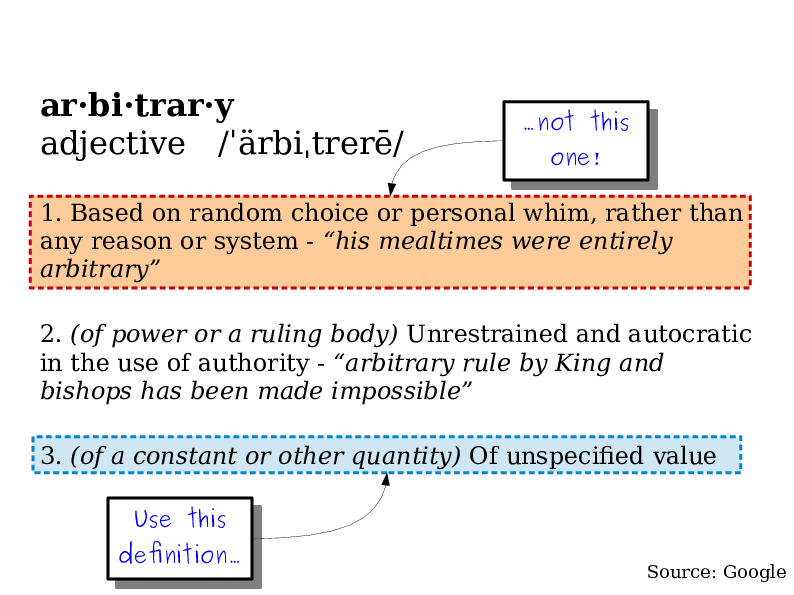 ar·bi·trar·y
adjective /ˈärbiˌtrerē/
...not this
one!
1. Based on random choice or personal whim, rather than
any reason or system - “his mealtimes were entirely
arbitrary”
2. (of power or a ruling body) Unrestrained and autocratic
in the use of authority - “arbitrary rule by King and
bishops has been made impossible”
3. (of a constant or other quantity) Of unspecified value
Use this
definition...
Source: Google